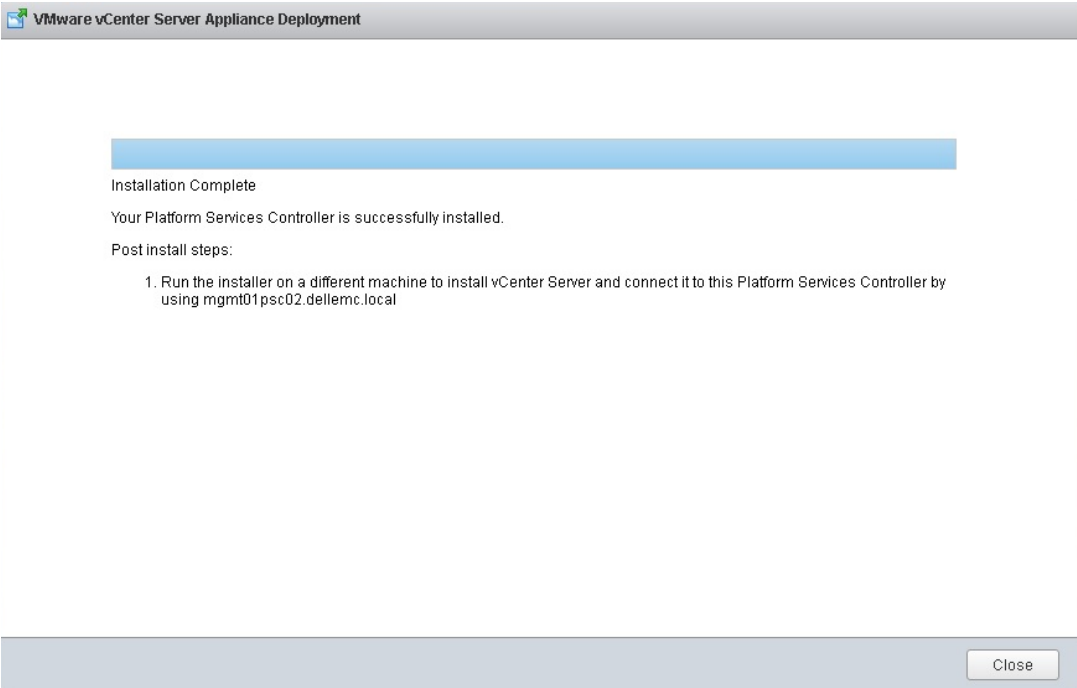 VMware vCenter Server Appliance Deployment
Installation Complete
Your Platform Services Controller is successfully installed.
Post install steps:
1. Run the installer on a different machine to install vCenter Server and connect it to this Platform Services Controller by
using mgmt01psc02.dellemc.local
Close